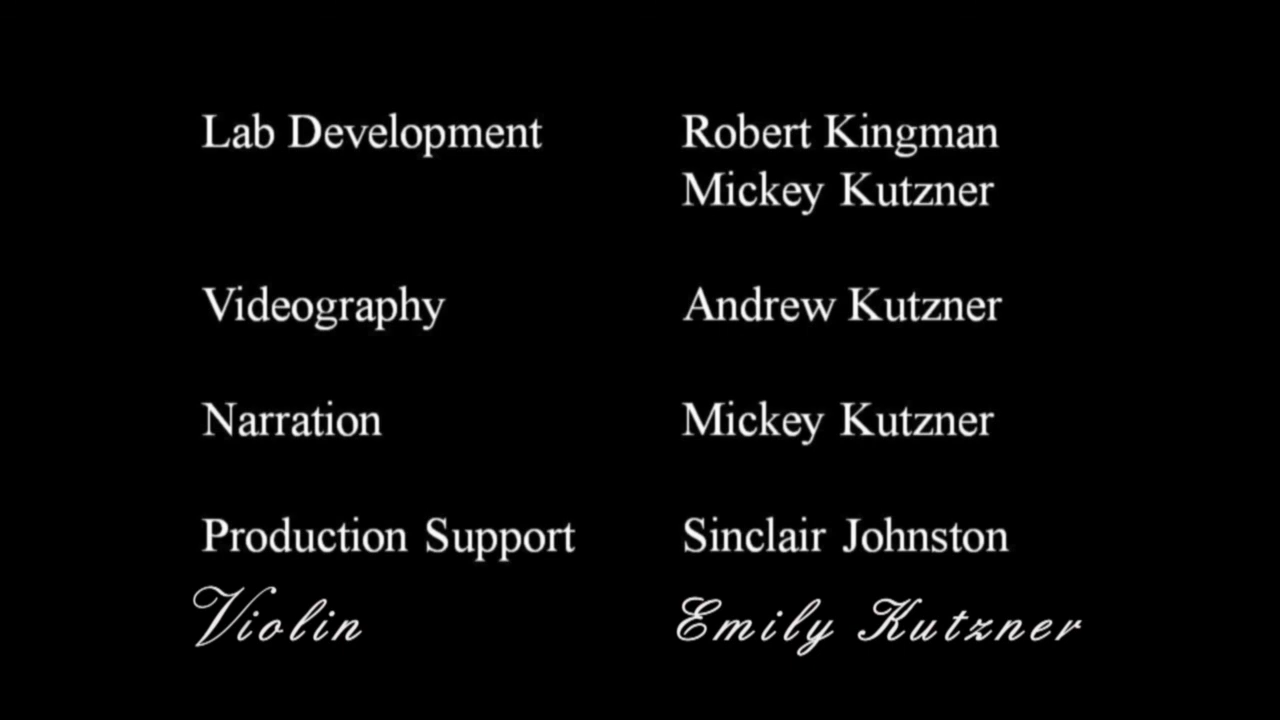 Lab Development Robert Kingman
Mickey Kutzner
Videography Andrew Kutzner
Narration Mickey Kutzner
Production Support Sinclair Johnston
Violin Emily Kutzner